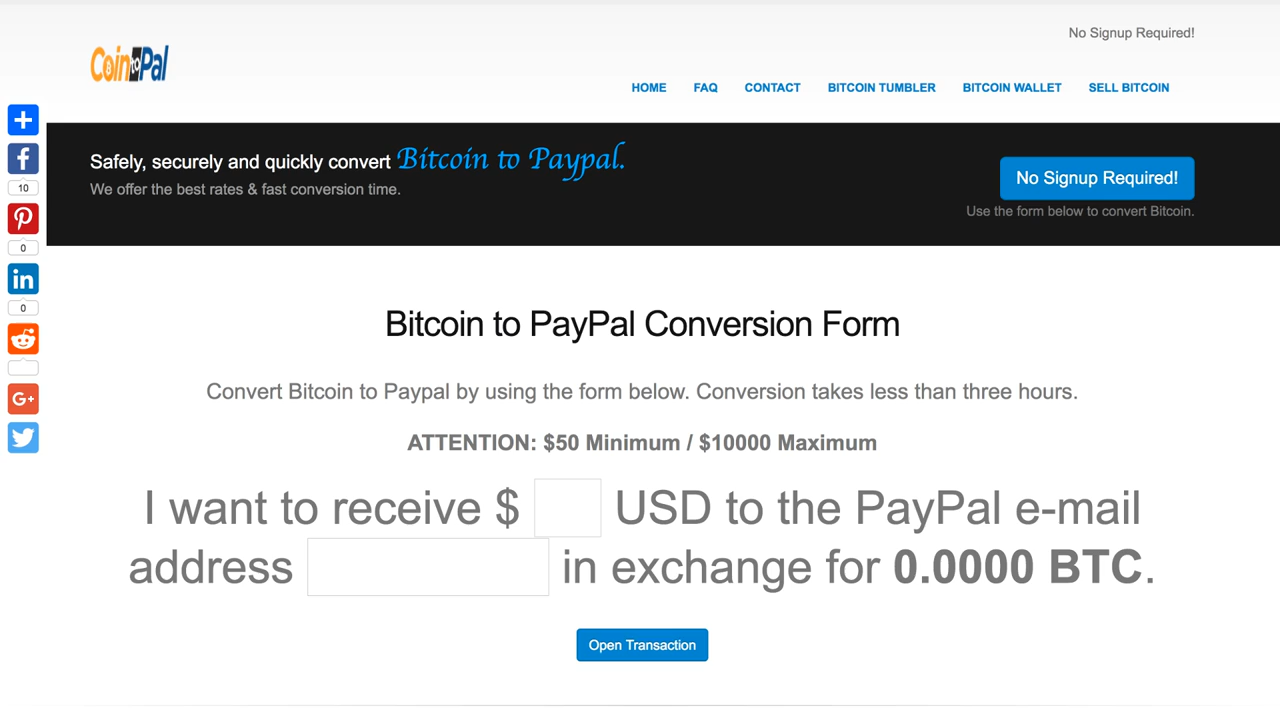 No Signup Required!
CointoPal
HOME FAQ CONTACT BITCOIN TUMBLER BITCOIN WALLET SELL BITCOIN
Safely, securely and quickly convert Bitcoin to Paypal.
We offer the best rates & fast conversion time.
No Signup Required!
Use the form below to convert Bitcoin.
10
0
0
Bitcoin to PayPal Conversion Form
Convert Bitcoin to Paypal by using the form below. Conversion takes less than three hours.
ATTENTION: $50 Minimum / $10000 Maximum
I want to receive $ USD to the PayPal e-mail
address in exchange for 0.0000 BTC.
Open Transaction